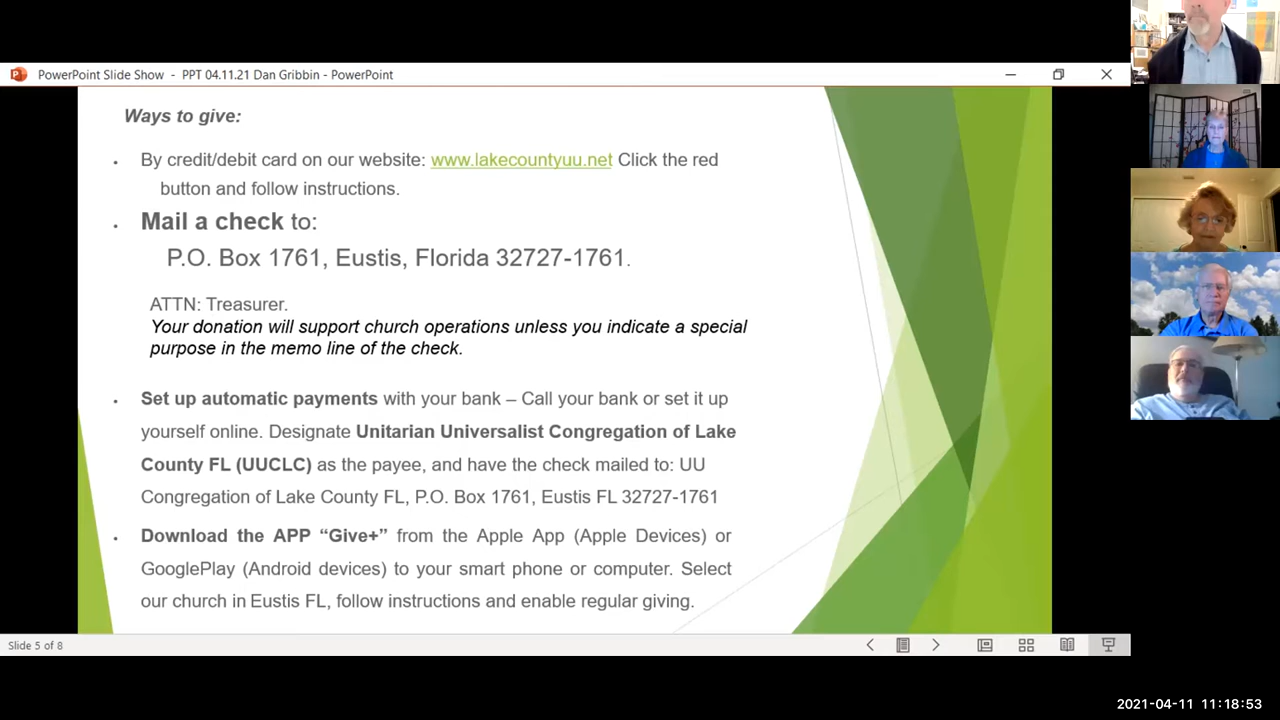 PowerPoint Slide Show - PPT 04.11.21 Dan Gribbin - PowerPoint
Ways to give:
• By credit/debit card on our website: www.lakecountyuu.net Click the red
button and follow instructions.
• Mail a check to:
P.O. Box 1761, Eustis, Florida 32727-1761.
ATTN: Treasurer.
Your donation will support church operations unless you indicate a special
purpose in the memo line of the check.
• Set up automatic payments with your bank – Call your bank or set it up
yourself online. Designate Unitarian Universalist Congregation of Lake
County FL (UUCLC) as the payee, and have the check mailed to: UU
Congregation of Lake County FL, P.O. Box 1761, Eustis FL 32727-1761
• Download the APP “Give+” from the Apple App (Apple Devices) or
GooglePlay (Android devices) to your smart phone or computer. Select
our church in Eustis FL, follow instructions and enable regular giving.
Slide 5 of 8
2021-04-11 11:18:53